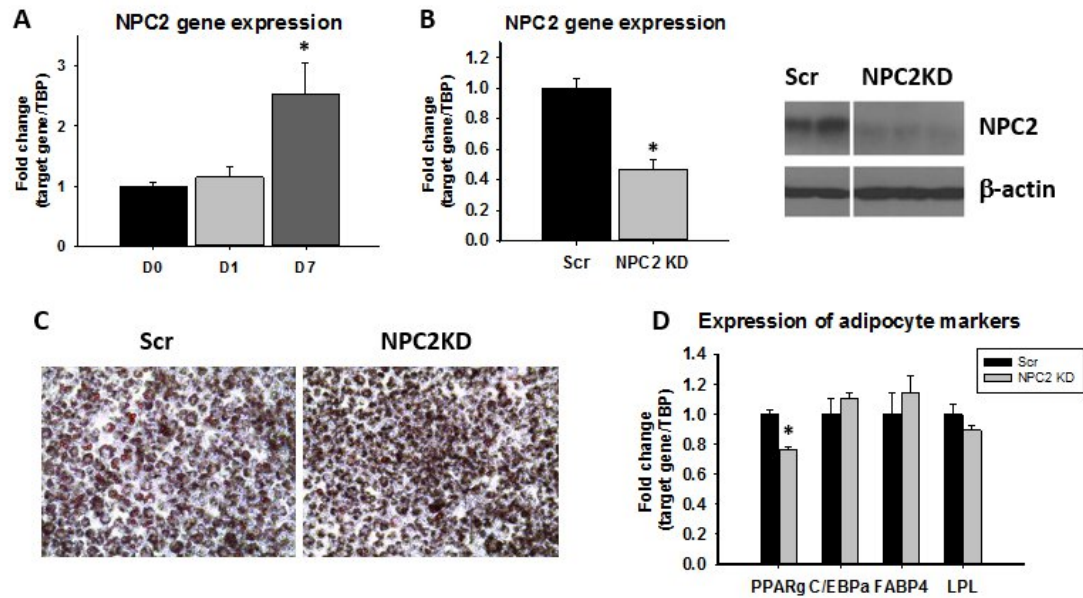 A
NPC2 gene expression
Fold change
(target gene/TBP)
3
2
1
0
*
D0
D1
D7
B
NPC2 gene expression
Fold change
(target gene/TBP)
1.2
1.0
0.8
0.6
0.4
0.2
0.0
*
Scr
NPC2 KD
Scr
NPC2KD
NPC2
β-actin
C
Scr
NPC2KD
D
Expression of adipocyte markers
Fold change
(target gene/TBP)
1.4
1.2
1.0
0.8
0.6
0.4
0.2
0.0
Scr
NPC2 KD
*
PPARg C/EBPa FABP4 LPL